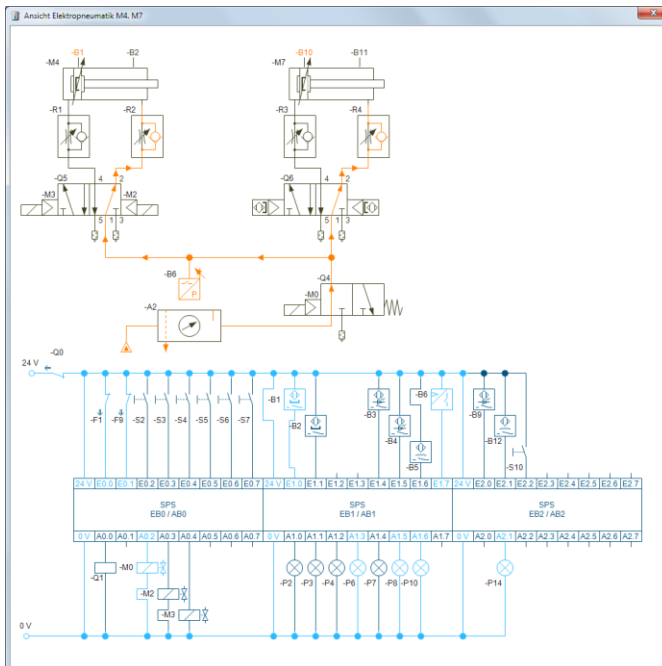 Ansicht Elektropneumatik M4. M7
-B1 -B2 -B10 -B11
-M4 -M7
-R1 -R2 -R3 -R4
-Q5 4 2 -Q6 4 2
-M3 -M2
5 1 3 5 1 3
-B6 -Q4
P
-A2 -M0
-Q0
24 V
-B1 -B6
-F1 -F9 -S2 -S3 -S4 -S5 -S6 -S7 -B2 -B3 -B4 -B5 -B9 -B12
-S10
24 V E0.0 E0.1 E0.2 E0.3 E0.4 E0.5 E0.6 E0.7 24 V E1.0 E1.1 E1.2 E1.3 E1.4 E1.5 E1.6 E1.7 24 V E2.0 E2.1 E2.2 E2.3 E2.4 E2.5 E2.6 E2.7
SPS SPS SPS
EB0 / AB0 EB1 / AB1 EB2 / AB2
0 V A0.0 A0.1 A0.2 A0.3 A0.4 A0.5 A0.6 A0.7 0 V A1.0 A1.1 A1.2 A1.3 A1.4 A1.5 A1.6 A1.7 0 V A2.0 A2.1 A2.2 A2.3 A2.4 A2.5 A2.6 A2.7
-Q1 -M0 -P2 -P3 -P4 -P6 -P7 -P8 -P10 -P14
-M2
-M3
0 V